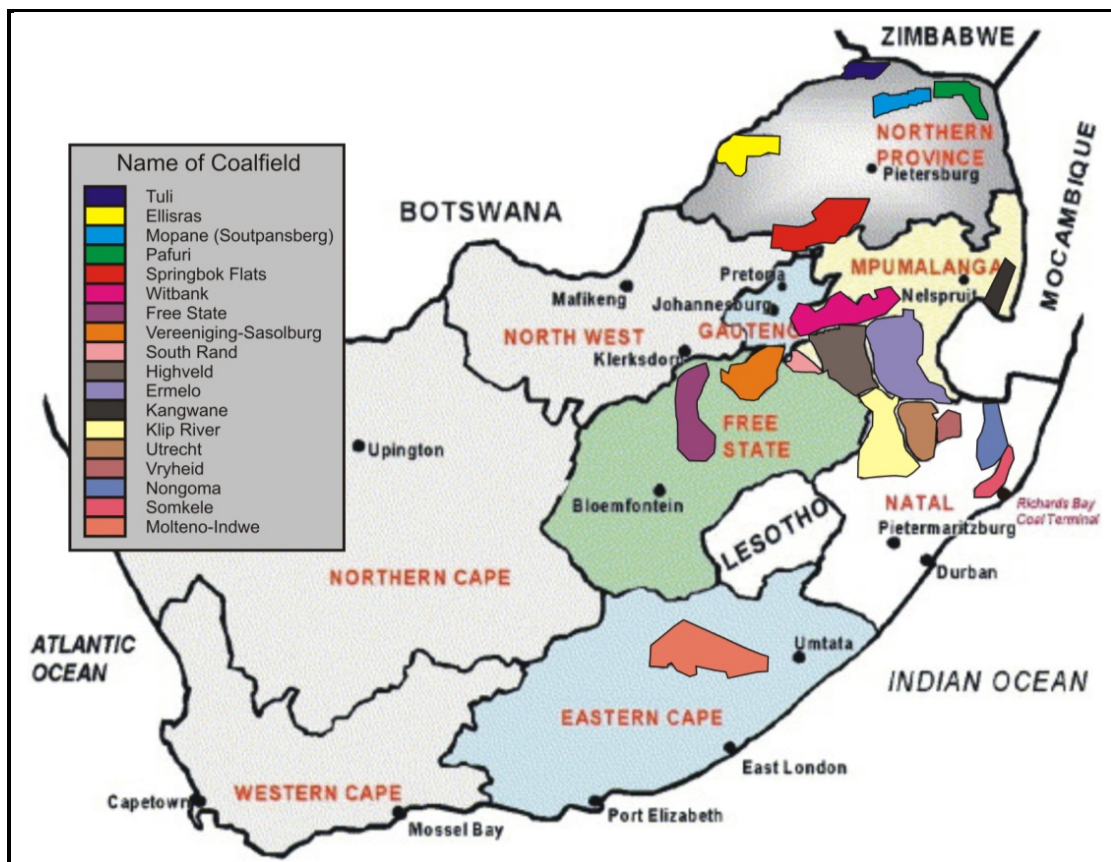 ZIMBABWE
NORTHERN
PROVINCE
Pietersburg
BOTSWANA
MOCAMBIQUE
Name of Coalfield
Tuli
Ellisras
Mopane (Soutpansberg)
Pafuri
Springbok Flats
Witbank
Free State
Vereeniging-Sasolburg
South Rand
Highveld
Ermelo
Kangwane
Klip River
Utrecht
Vryheid
Nongoma
Somkele
Molteno-Indwe
Pretoria
MPUMALANGA
Mafikeng
Johannesburg
Nelspruit
NORTH WEST
GAUTENG
Klerksdorp
FREE
STATE
Upington
Bloemfontein
LESOTHO
NATAL
Richards Bay
Coal Terminal
Pietermaritzburg
Durban
NORTHERN CAPE
ATLANTIC
OCEAN
Umtata
INDIAN OCEAN
EASTERN CAPE
East London
WESTERN CAPE
Capetown
Mossel Bay
Port Elizabeth